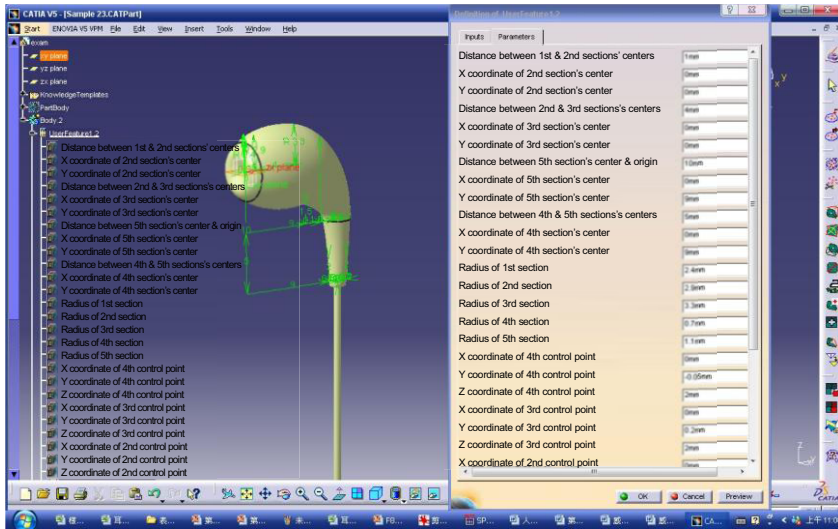 CATIA V5 - [Sample 23.CATPart]
Start ENOVIA V5 VPM File Edit View Insert Tools Window Help
exam
xy plane
yz plane
zx plane
KnowledgeTemplates
PartBody
Body.2
UserFeature1.2
Distance between 1st & 2nd sections' centers
X coordinate of 2nd section's center
Y coordinate of 2nd section's center
Distance between 2nd & 3rd sections's centers
X coordinate of 3rd section's center
Y coordinate of 3rd section's center
Distance between 5th section's center & origin
X coordinate of 5th section's center
Y coordinate of 5th section's center
Distance between 4th & 5th sections's centers
X coordinate of 4th section's center
Y coordinate of 4th section's center
Radius of 1st section
Radius of 2nd section
Radius of 3rd section
Radius of 4th section
Radius of 5th section
X coordinate of 4th control point
Y coordinate of 4th control point
Z coordinate of 4th control point
X coordinate of 3rd control point
Y coordinate of 3rd control point
Z coordinate of 3rd control point
X coordinate of 2nd control point
Y coordinate of 2nd control point
Z coordinate of 2nd control point
zx plane
Definition of UserFeature1.2
Inputs Parameters
Distance between 1st & 2nd sections' centers 1mm
X coordinate of 2nd section's center 0mm
Y coordinate of 2nd section's center 0mm
Distance between 2nd & 3rd sections's centers 4mm
X coordinate of 3rd section's center 0mm
Y coordinate of 3rd section's center 0mm
Distance between 5th section's center & origin 10mm
X coordinate of 5th section's center 0mm
Y coordinate of 5th section's center 9mm
Distance between 4th & 5th sections's centers 5mm
X coordinate of 4th section's center 0mm
Y coordinate of 4th section's center 9mm
Radius of 1st section 2.4mm
Radius of 2nd section 2.9mm
Radius of 3rd section 3.3mm
Radius of 4th section 0.7mm
Radius of 5th section 1.1mm
X coordinate of 4th control point 0mm
Y coordinate of 4th control point -0.05mm
Z coordinate of 4th control point 2mm
X coordinate of 3rd control point 0mm
Y coordinate of 3rd control point 0.2mm
Z coordinate of 3rd control point 2mm
X coordinate of 2nd control point 0mm
OK Cancel Preview